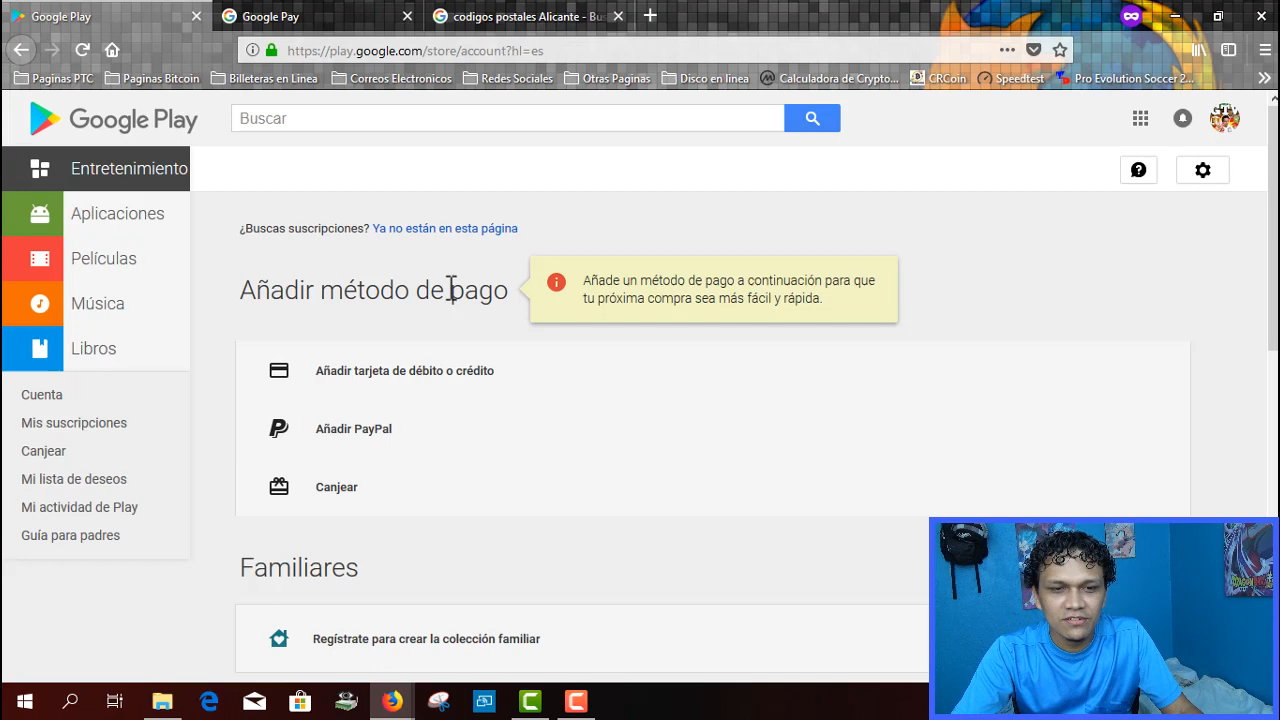 Google Play
Google Pay
codigos postales Alicante - Bu
https://play.google.com/store/account?hl=es
Paginas PTC
Paginas Bitcoin
Billeteras en Linea
Correos Electronicos
Redes Sociales
Otras Paginas
Disco en linea
Calculadora de Crypto...
CRCoin
Speedtest
Pro Evolution Soccer 2...
Google Play
Buscar
Entretenimiento
Aplicaciones
Películas
Música
Libros
Cuenta
Mis suscripciones
Canjear
Mi lista de deseos
Mi actividad de Play
Guía para padres
¿Buscas suscripciones? Ya no están en esta página
Añadir método de pago
Añade un método de pago a continuación para que
tu próxima compra sea más fácil y rápida.
Añadir tarjeta de débito o crédito
Añadir PayPal
Canjear
Familiares
Regístrate para crear la colección familiar